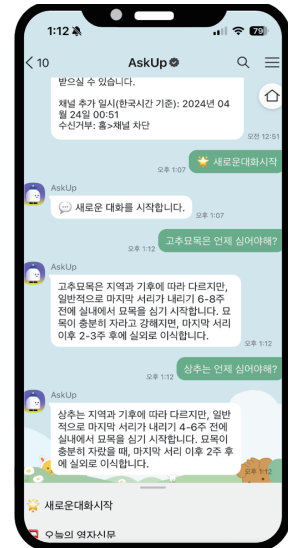 1:12
79
10
AskUp
받으실 수 있습니다.
채널 추가 일시(한국시간 기준): 2024년 04
월 24일 00:51
수신거부: 홈>채널 차단
오전 12:51
오후 1:07
🌟 새로운대화시작
AskUp
💬 새로운 대화를 시작합니다.
오후 1:07
오후 1:12
고추묘목은 언제 심어야해?
AskUp
고추묘목은 지역과 기후에 따라 다르지만,
일반적으로 마지막 서리가 내리기 6-8주
전에 실내에서 묘목을 심기 시작합니다. 묘
목이 충분히 자라고 강해지면, 마지막 서리
이후 2-3주 후에 실외로 이식합니다.
오후 1:12
오후 1:12
상추는 언제 심어야해?
AskUp
상추는 지역과 기후에 따라 다르지만, 일반
적으로 마지막 서리가 내리기 4-6주 전에
실내에서 묘목을 심기 시작합니다. 묘목이
충분히 자랐을 때, 마지막 서리 이후 2주 후
에 실외로 이식합니다.
오후 1:12
🌟 새로운대화시작
오늘의 영자신문